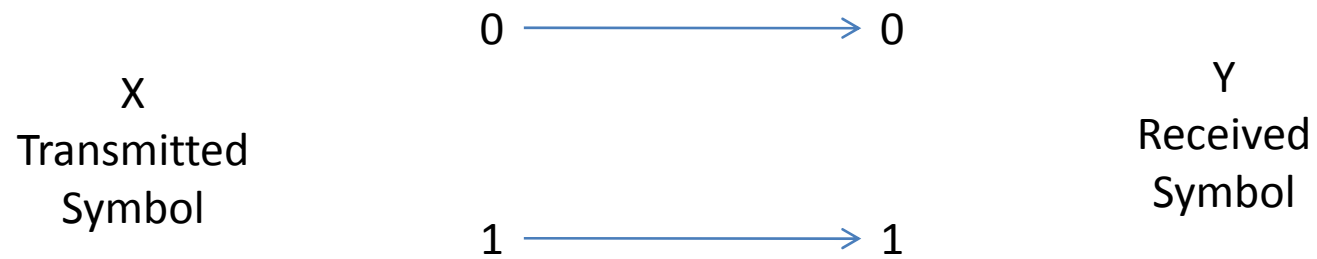 0 0
X
Transmitted
Symbol
Y
Received
Symbol
1 1